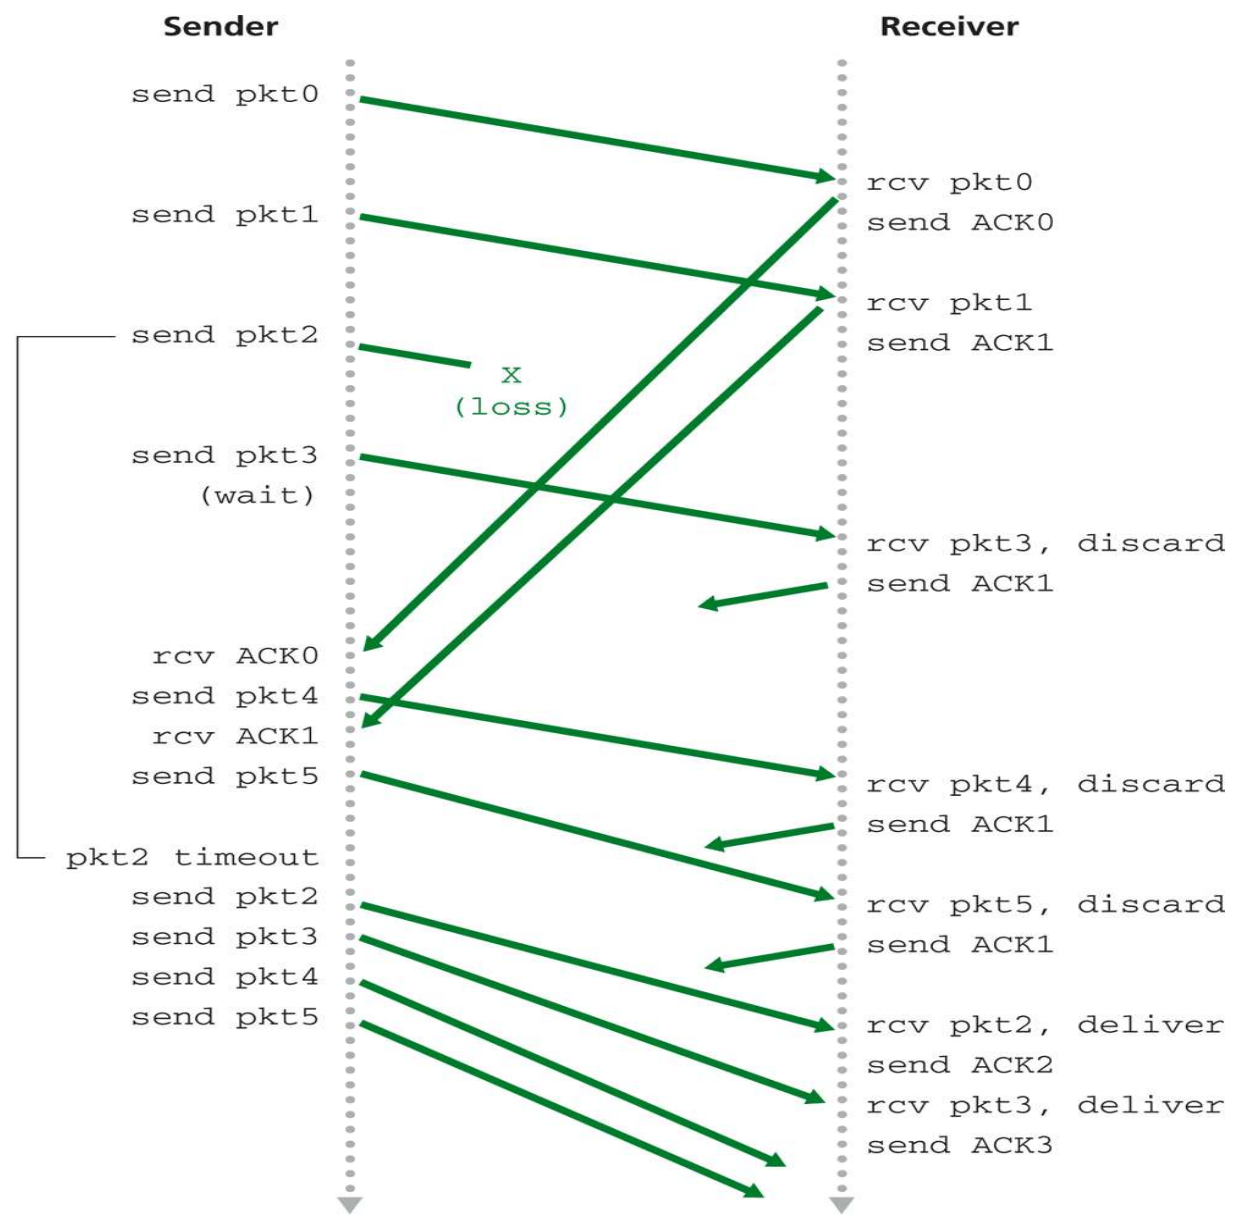 Sender
Receiver
send pkt0
rcv pkt0
send pkt1
send ACK0
rcv pkt1
send pkt2
send ACK1
X
(loss)
send pkt3
(wait)
rcv pkt3, discard
send ACK1
rcv ACK0
send pkt4
rcv ACK1
send pkt5
rcv pkt4, discard
send ACK1
pkt2 timeout
send pkt2
rcv pkt5, discard
send pkt3
send ACK1
send pkt4
send pkt5
rcv pkt2, deliver
send ACK2
rcv pkt3, deliver
send ACK3